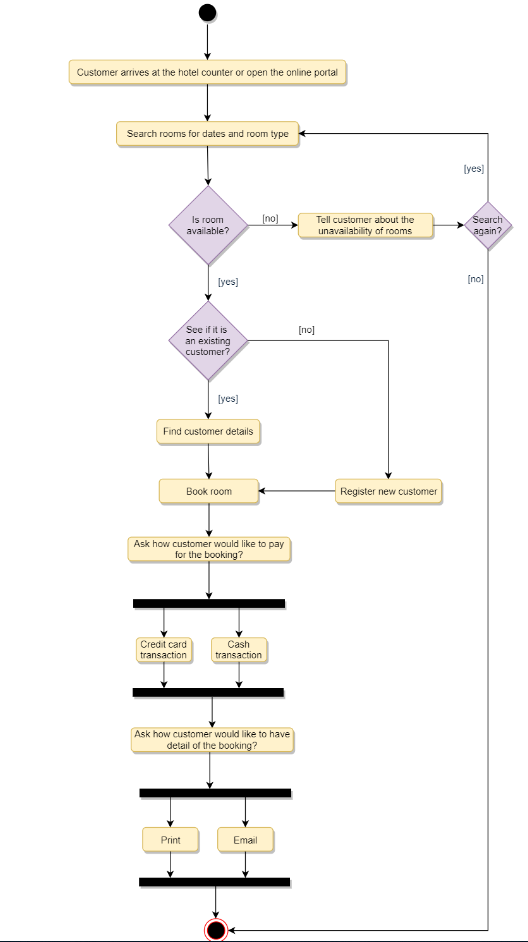 Customer arrives at the hotel counter or open the online portal
Search rooms for dates and room type
[yes]
Is room
available?
[no]
Tell customer about the
unavailability of rooms
Search
again?
[yes]
[no]
See if it is
an existing
customer?
[no]
[yes]
Find customer details
Book room
Register new customer
Ask how customer would like to pay
for the booking?
Credit card
transaction
Cash
transaction
Ask how customer would like to have
detail of the booking?
Print
Email